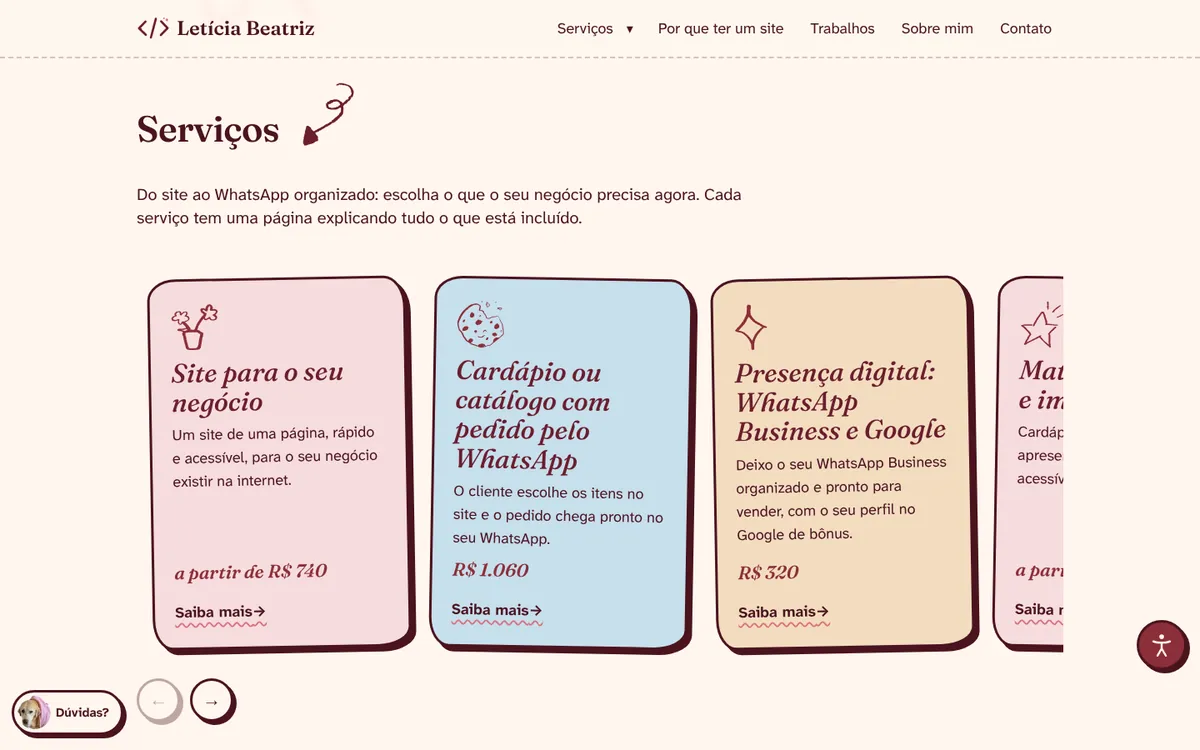 </> Letícia Beatriz
Serviços ▾ Por que ter um site Trabalhos Sobre mim Contato
Serviços
Do site ao WhatsApp organizado: escolha o que o seu negócio precisa agora. Cada
serviço tem uma página explicando tudo o que está incluído.
Site para o seu
negócio
Um site de uma página, rápido
e acessível, para o seu negócio
existir na internet.
a partir de R$ 740
Saiba mais→
Cardápio ou
catálogo com
pedido pelo
WhatsApp
O cliente escolhe os itens no
site e o pedido chega pronto no
seu WhatsApp.
R$ 1.060
Saiba mais→
Presença digital:
WhatsApp
Business e Google
Deixo o seu WhatsApp Business
organizado e pronto para
vender, com o seu perfil no
Google de bônus.
R$ 320
Saiba mais→
e
a
Saiba
← →
Dúvidas?